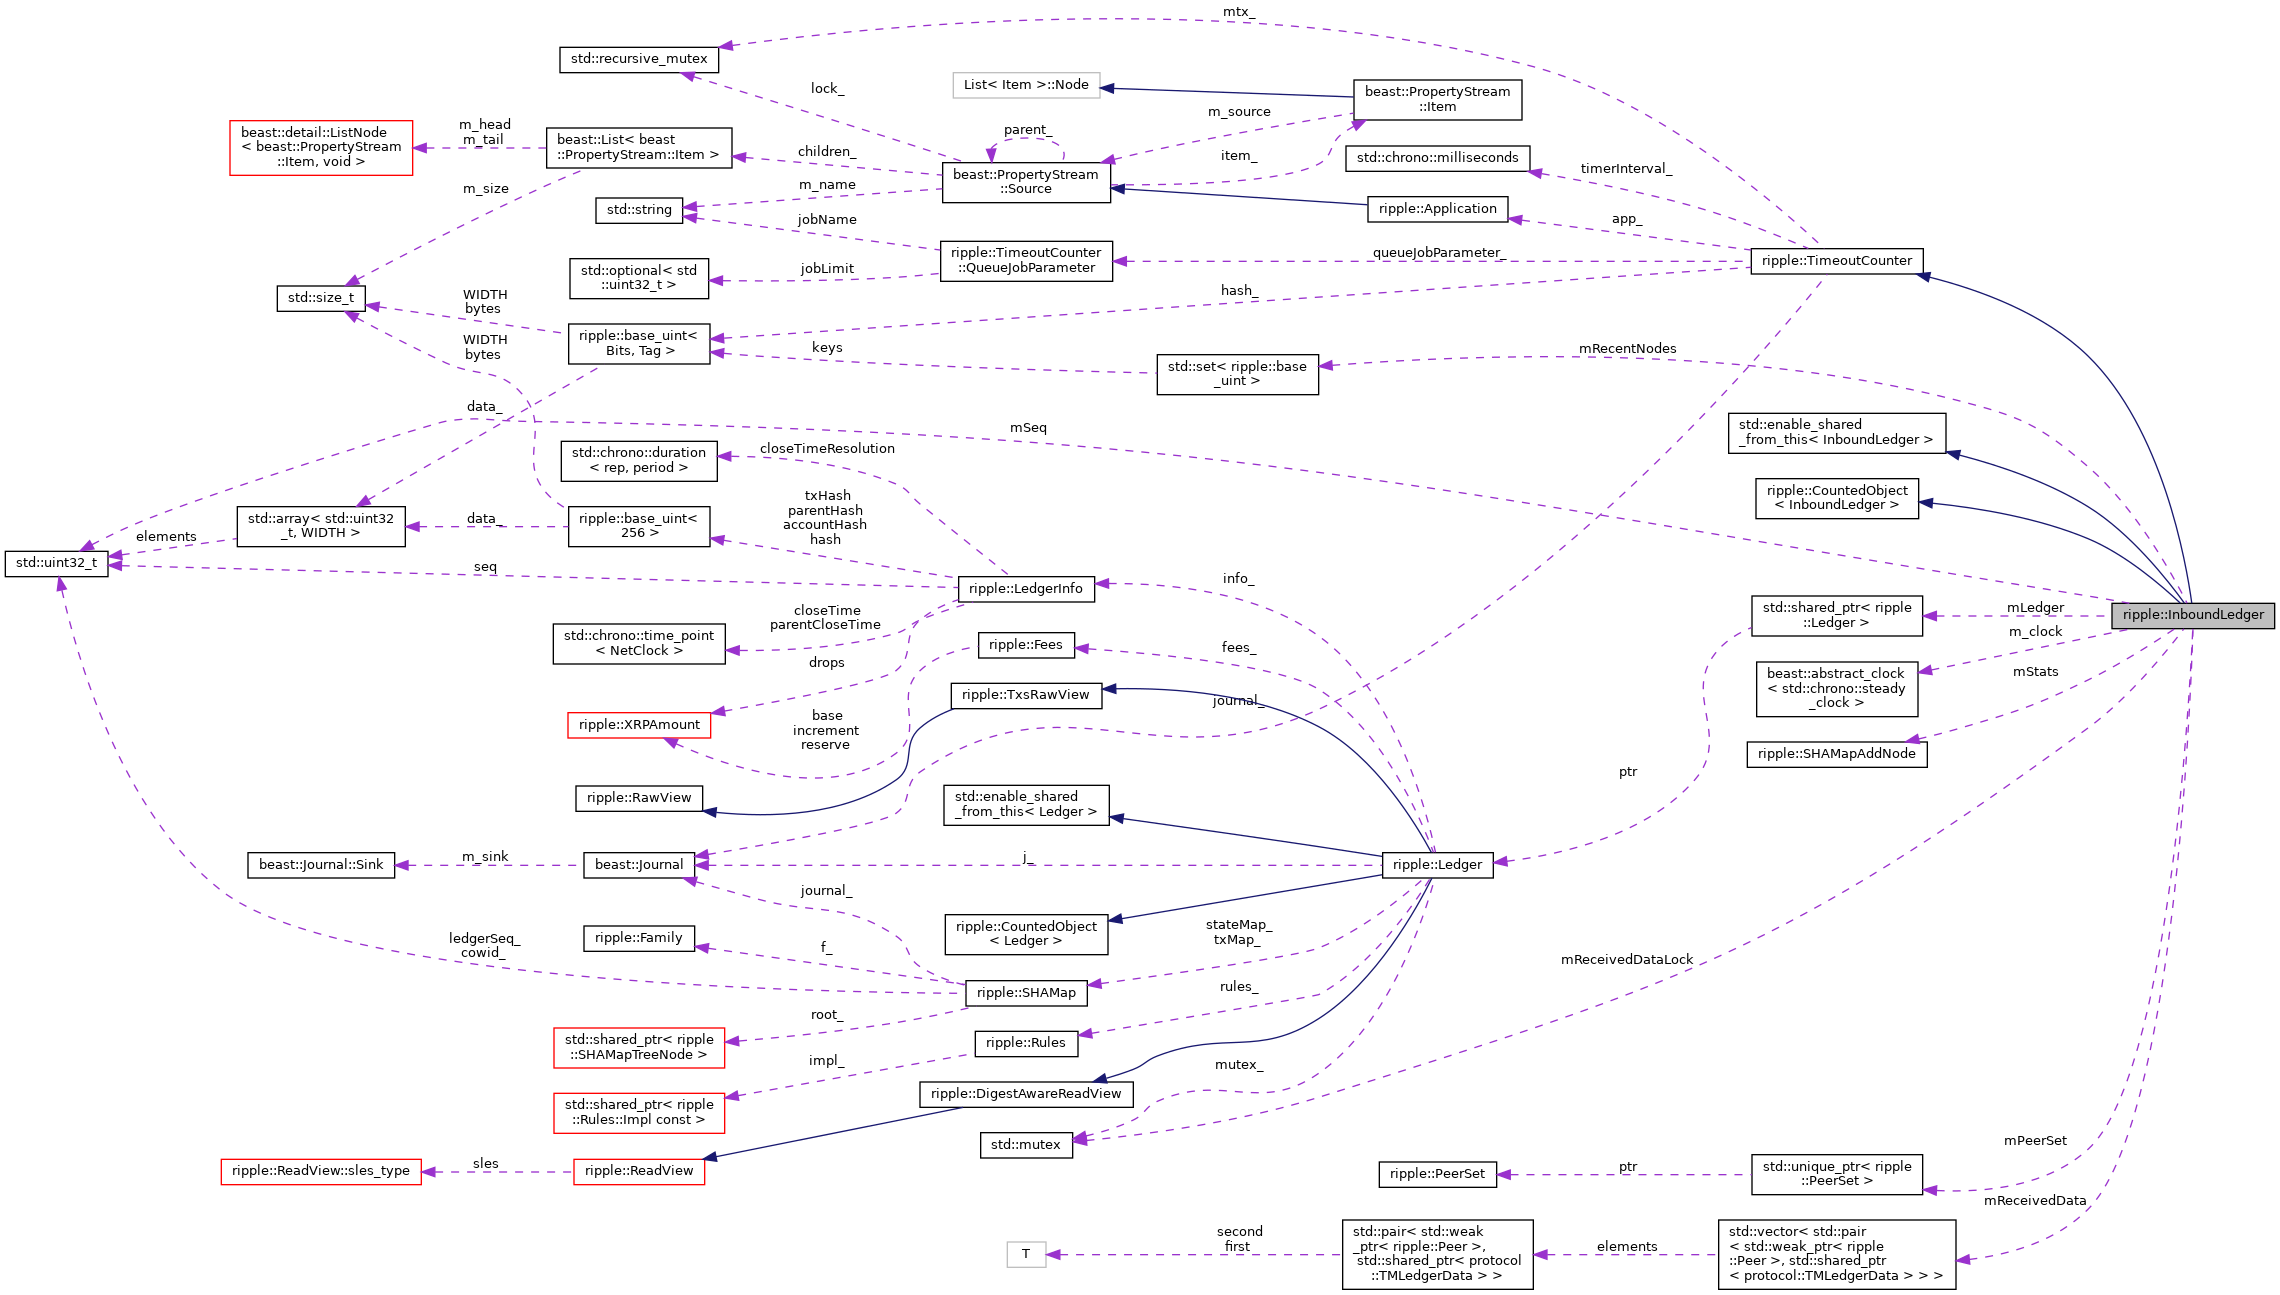 mtx_
std::recursive_mutex
lock_
List< Item >::Node
beast::PropertyStream
::Item
m_source
parent_
item_
beast::detail::ListNode
< beast::PropertyStream
::Item, void >
m_head
m_tail
beast::List< beast
::PropertyStream::Item >
children_
beast::PropertyStream
::Source
std::chrono::milliseconds
timerInterval_
m_size
m_name
std::string
jobName
ripple::Application
app_
ripple::TimeoutCounter
::QueueJobParameter
queueJobParameter_
ripple::TimeoutCounter
std::optional< std
::uint32_t >
jobLimit
std::size_t
WIDTH
bytes
hash_
ripple::base_uint<
Bits, Tag >
WIDTH
bytes
keys
std::set< ripple::base
_uint >
mRecentNodes
data_
mSeq
std::enable_shared
_from_this< InboundLedger >
std::chrono::duration
< rep, period >
closeTimeResolution
ripple::CountedObject
< InboundLedger >
std::array< std::uint32
_t, WIDTH >
data_
ripple::base_uint<
256 >
txHash
parentHash
accountHash
hash
elements
std::uint32_t
seq
ripple::LedgerInfo
info_
std::chrono::time_point
< NetClock >
closeTime
parentCloseTime
std::shared_ptr< ripple
::Ledger >
mLedger
ripple::InboundLedger
m_clock
ripple::Fees
fees_
drops
beast::abstract_clock
< std::chrono::steady
_clock >
mStats
ripple::XRPAmount
base
increment
reserve
ripple::TxsRawView
journal_
ripple::SHAMapAddNode
ptr
ripple::RawView
std::enable_shared
_from_this< Ledger >
beast::Journal::Sink
m_sink
beast::Journal
j_
ripple::Ledger
journal_
ripple::Family
f_
ripple::CountedObject
< Ledger >
stateMap_
txMap_
ledgerSeq_
cowid_
mReceivedDataLock
ripple::SHAMap
rules_
root_
std::shared_ptr< ripple
::SHAMapTreeNode >
ripple::Rules
impl_
mutex_
std::shared_ptr< ripple
::Rules::Impl const >
ripple::DigestAwareReadView
std::mutex
mPeerSet
ripple::ReadView::sles_type
sles
ripple::ReadView
ripple::PeerSet
ptr
std::unique_ptr< ripple
::PeerSet >
mReceivedData
T
second
first
std::pair< std::weak
_ptr< ripple::Peer >,
std::shared_ptr< protocol
::TMLedgerData > >
elements
std::vector< std::pair
< std::weak_ptr< ripple
::Peer >, std::shared_ptr
< protocol::TMLedgerData > > >